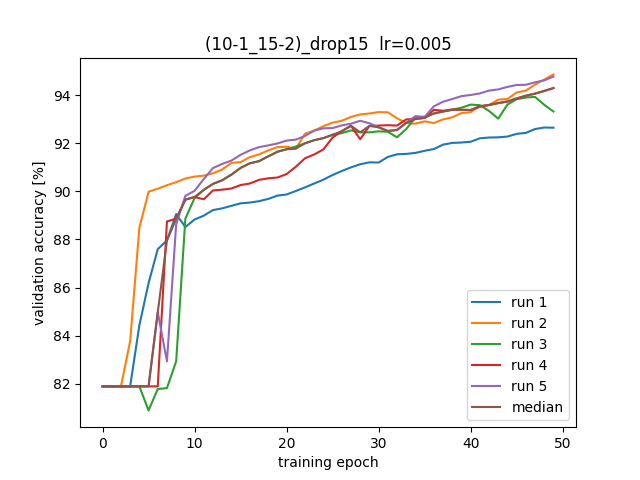 (10-1_15-2)_drop15  lr=0.005
validation accuracy [%]
94
92
90
88
86
84
82
0
10
20
30
40
50
training epoch
run 1
run 2
run 3
run 4
run 5
median